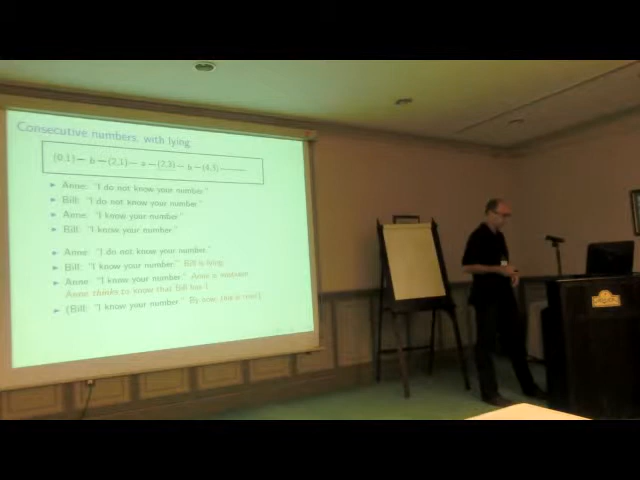 Consecutive numbers, with lying
(0,1) — b — (2,1) — a — (2,3) — b — (4,3) ———
Anne: "I do not know your number."
Bill: "I do not know your number."
Anne: "I know your number."
Bill: "I know your number."
Anne: "I do not know your number."
Bill: "I know your number." Bill is lying
Anne: "I know your number." Anne is mistaken
Anne thinks to know that Bill has 1
(Bill: "I know your number." By now, this is true!)